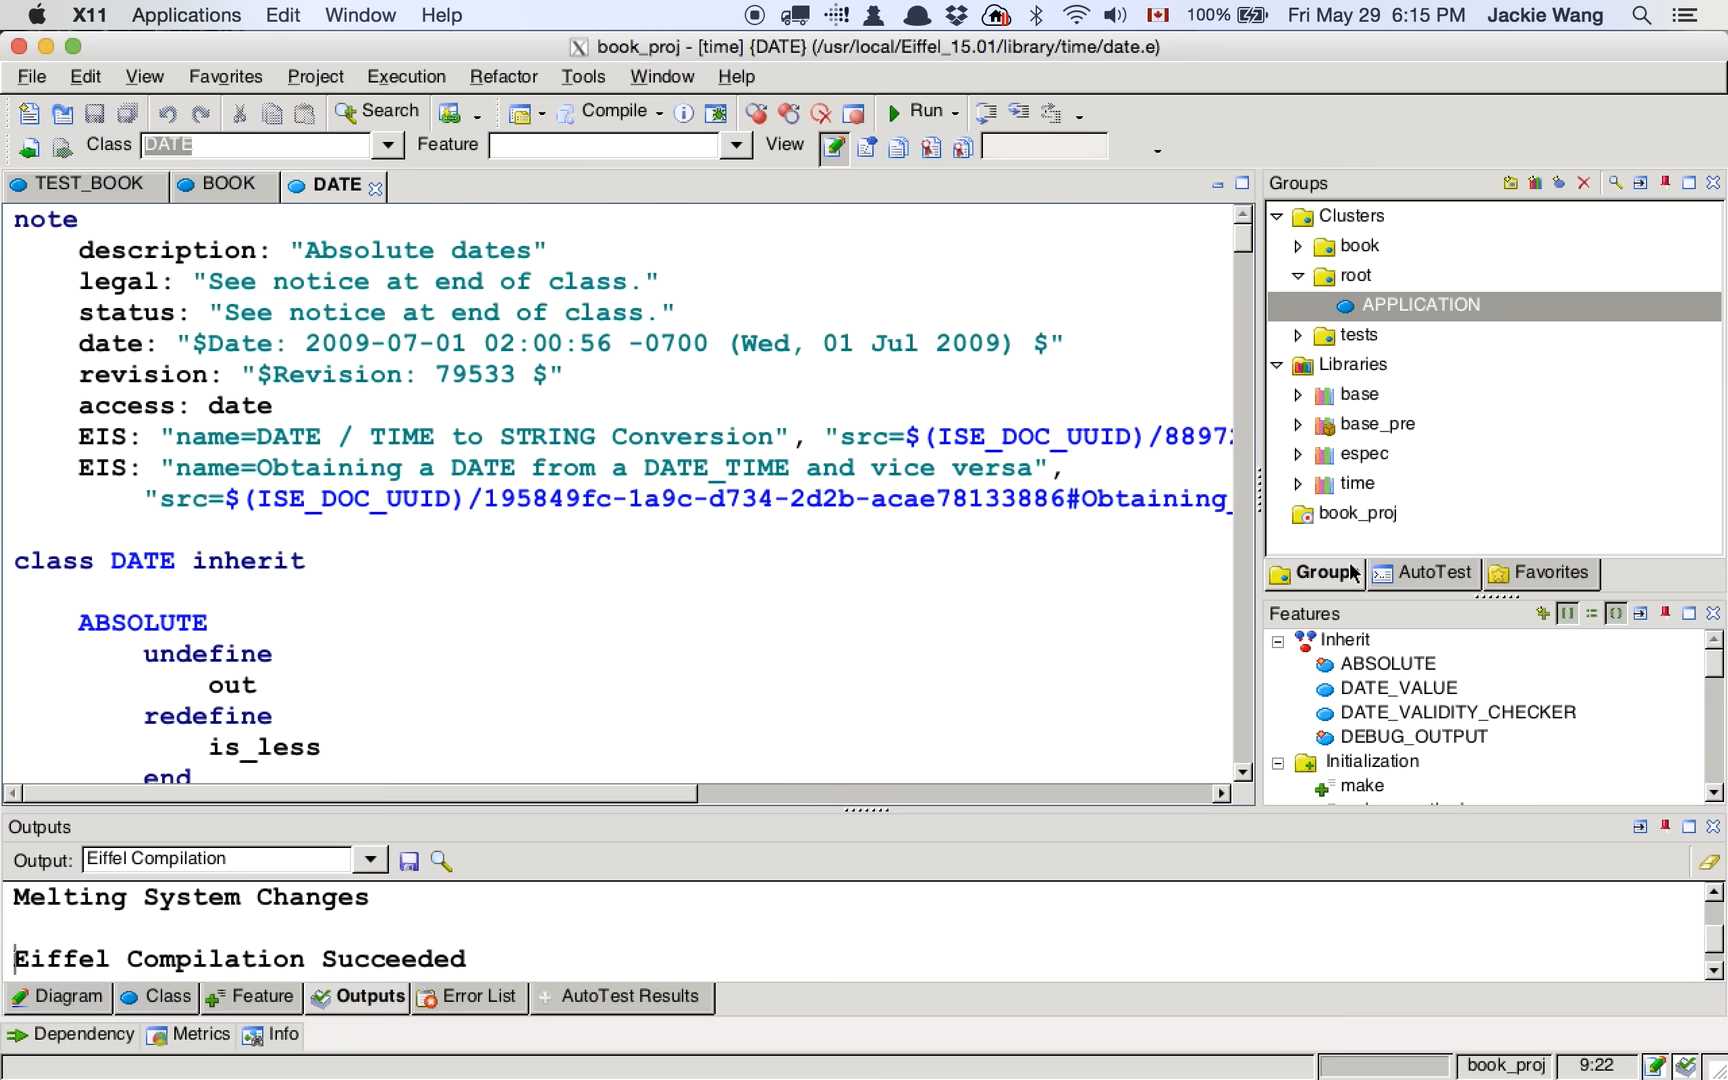 X11 Applications Edit Window Help 100% Fri May 29 6:15 PM Jackie Wang
book_proj - [time] {DATE} (/usr/local/Eiffel_15.01/library/time/date.e)
File Edit View Favorites Project Execution Refactor Tools Window Help
Search Compile Run
Class DATE Feature View
TEST_BOOK BOOK DATE
note
description: "Absolute dates"
legal: "See notice at end of class."
status: "See notice at end of class."
date: "$Date: 2009-07-01 02:00:56 -0700 (Wed, 01 Jul 2009) $"
revision: "$Revision: 79533 $"
access: date
EIS: "name=DATE / TIME to STRING Conversion", "src=$(ISE_DOC_UUID)/8897
EIS: "name=Obtaining a DATE from a DATE_TIME and vice versa",
"src=$(ISE_DOC_UUID)/195849fc-1a9c-d734-2d2b-acae78133886#Obtaining_
class DATE inherit
ABSOLUTE
undefine
out
redefine
is_less
end
Groups
Clusters
book
root
APPLICATION
tests
Libraries
base
base_pre
espec
time
book_proj
Groups AutoTest Favorites
Features
Inherit
ABSOLUTE
DATE_VALUE
DATE_VALIDITY_CHECKER
DEBUG_OUTPUT
Initialization
make
Outputs
Output: Eiffel Compilation
Melting System Changes
Eiffel Compilation Succeeded
Diagram Class Feature Outputs Error List AutoTest Results
Dependency Metrics Info
book_proj 9:22